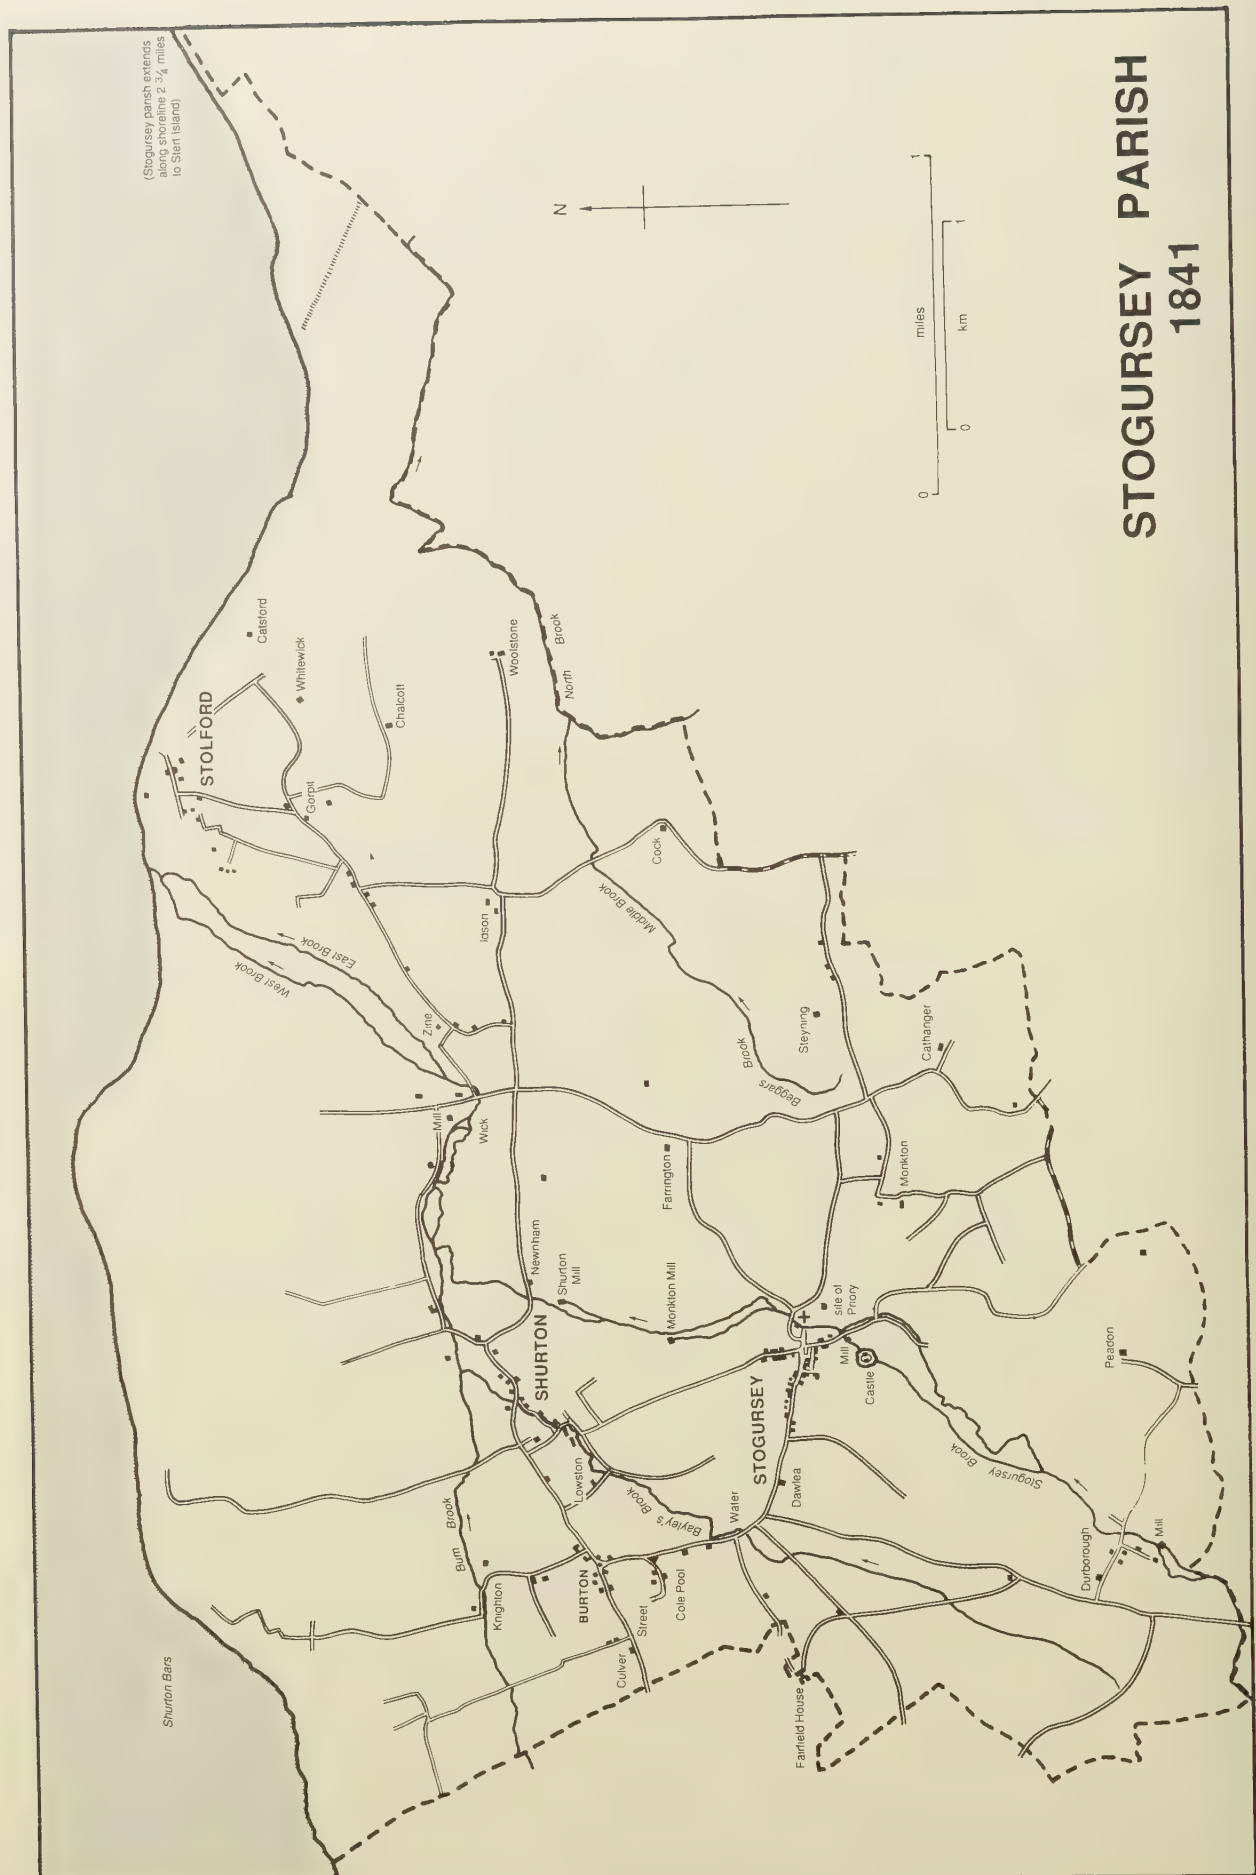 (Stogursey parish extends
along shoreline 2 3/4 miles
to Stert Island)
Shurton Bars
STOLFORD
Catsford
Whitewick
Gorpit
Chalcott
West Brook
East Brook
Zine
Idson
Woolstone
North Brook
Mill
Wick
Knighton
Bum Brook
Newnham
SHURTON
Shurton
Mill
BURTON
Lowston
Culver
Street
Cole Pool
Bayley's Brook
Monkton Mill
Farrington
Middle Brook
Cock
Beggars Brook
Steyning
Water
STOGURSEY
Dawlea
Fairfield House
Site of
Priory
Mill
Castle
Monkton
Cathanger
Stogursey Brook
Durborough
Mill
Peadon
N
miles
0
1
km
0
1
STOGURSEY PARISH
1841